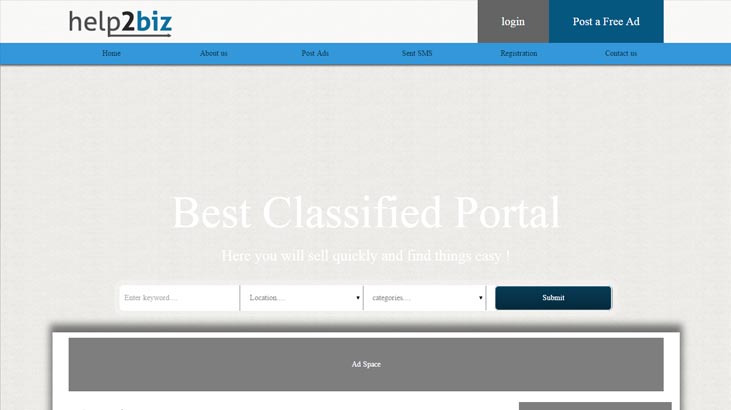 help2biz
login
Post a Free Ad
Home
About us
Post Ads
Sent SMS
Registration
Contact us
Best Classified Portal
Here you will sell quickly and find things easy !
Enter keyword....
Location....
categories....
Submit
Ad Space